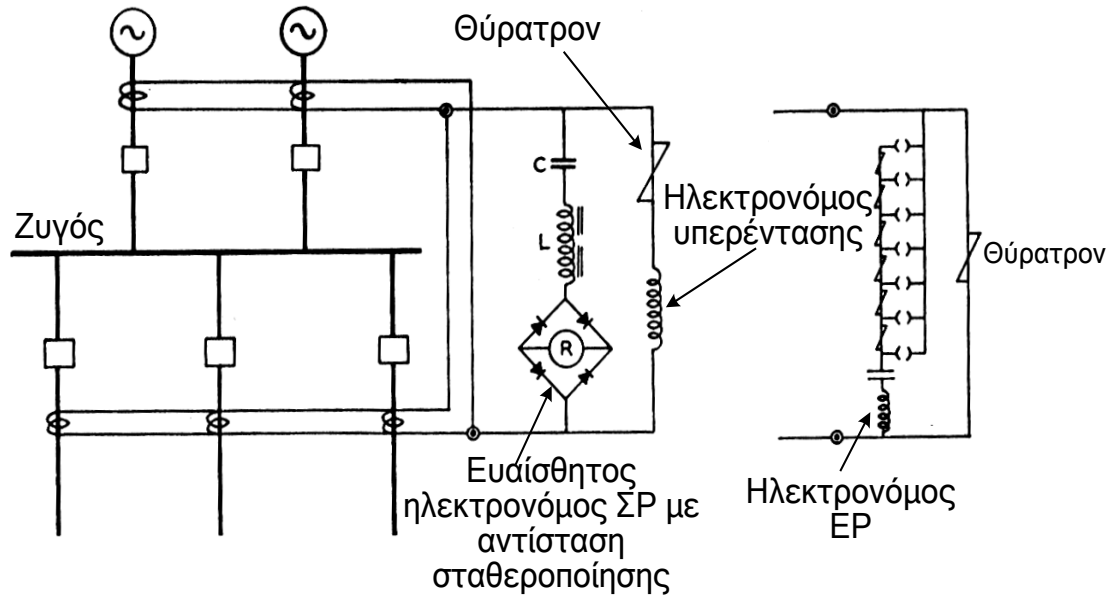 Θύρατρον
C
Ζυγός
L
Ηλεκτρονόμος
υπερέντασης
Θύρατρον
R
Ευαίσθητος
ηλεκτρονόμος ΣΡ με
αντίσταση
σταθεροποίησης
Ηλεκτρονόμος
ΕΡ